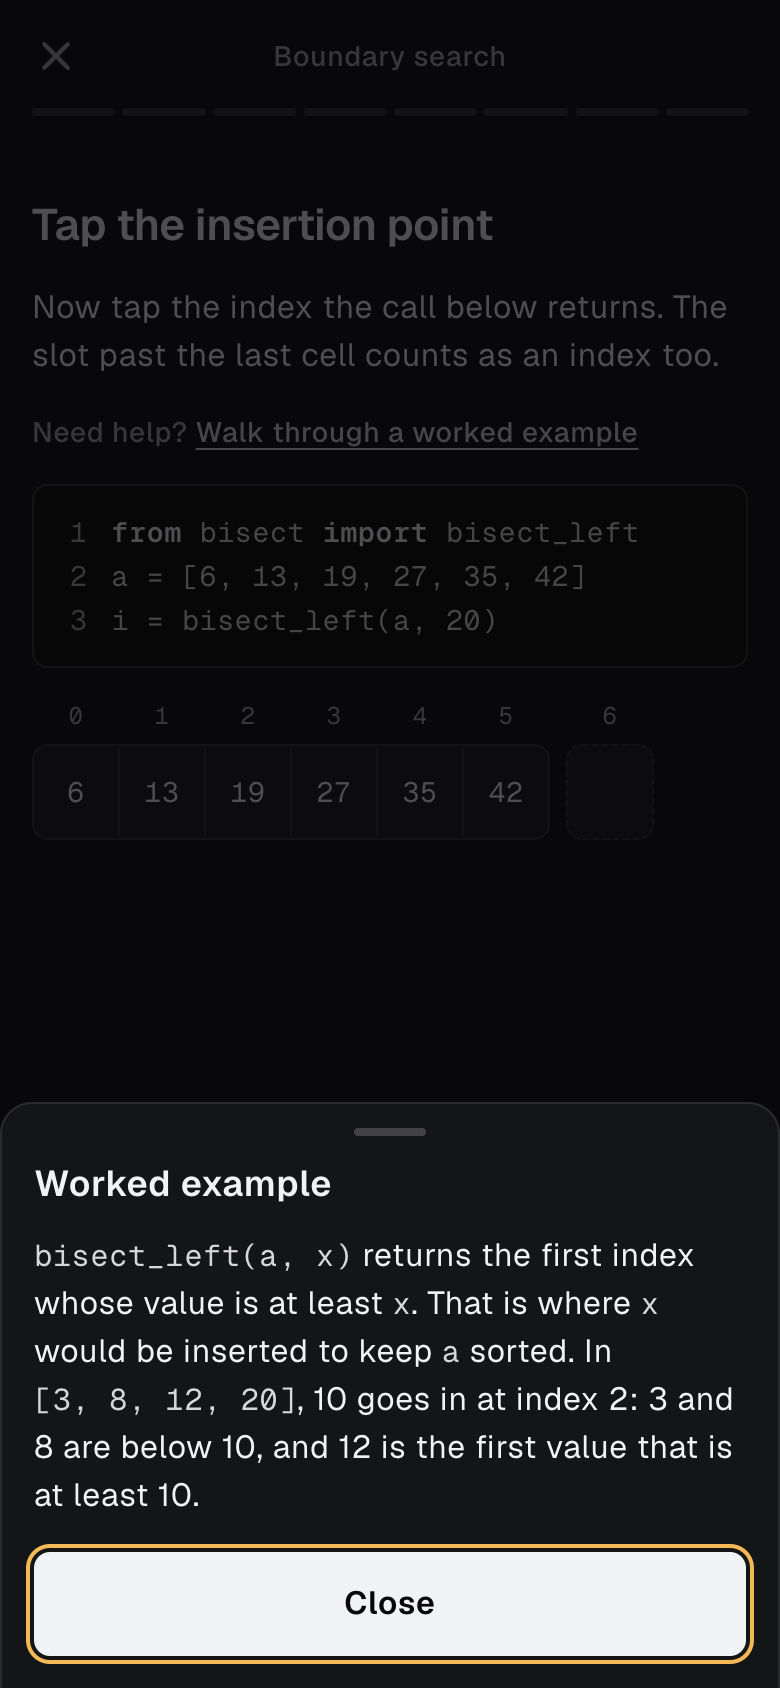 Boundary search
Tap the insertion point
Now tap the index the call below returns. The
slot past the last cell counts as an index too.
Need help? Walk through a worked example
1 from bisect import bisect_left
2 a = [6, 13, 19, 27, 35, 42]
3 i = bisect_left(a, 20)
0 1 2 3 4 5 6
6 13 19 27 35 42
Worked example
bisect_left(a, x) returns the first index
whose value is at least x. That is where x
would be inserted to keep a sorted. In
[3, 8, 12, 20], 10 goes in at index 2: 3 and
8 are below 10, and 12 is the first value that is
at least 10.
Close